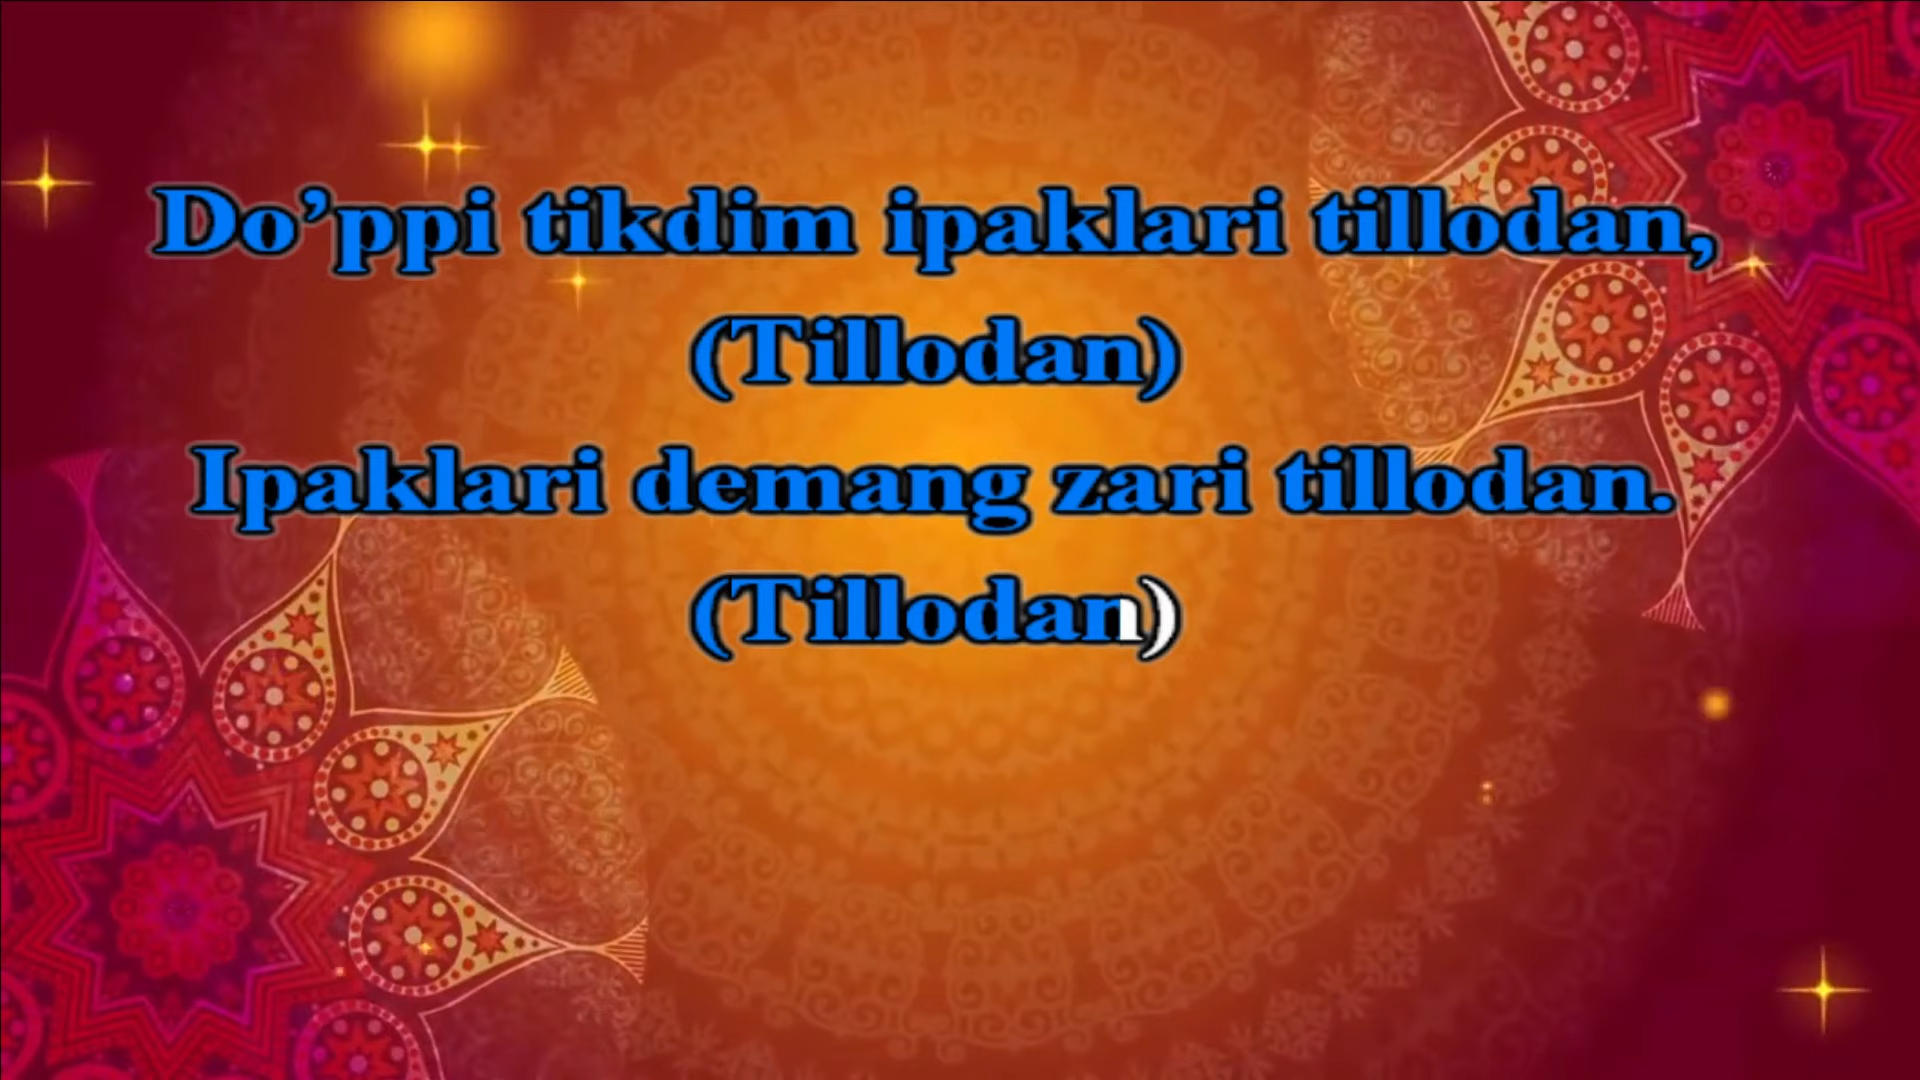 Do’ppi tikdim ipaklari tillodan,
(Tillodan)
Ipaklari demang zari tillodan.
(Tillodan)